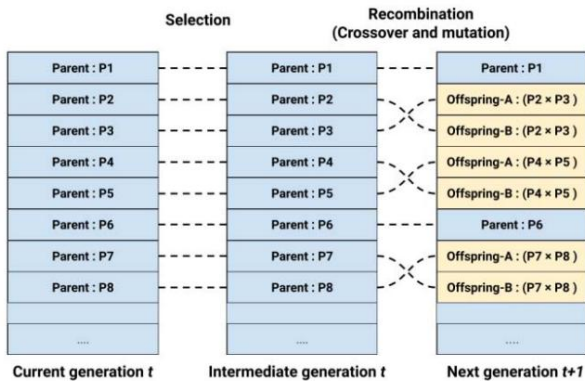 Selection
Recombination
(Crossover and mutation)
Parent : P1
Parent : P1
Parent : P1
Parent : P2
Parent : P2
Offspring-A : (P2 × P3 )
Parent : P3
Parent : P3
Offspring-B : (P2 × P3 )
Parent : P4
Parent : P4
Offspring-A : (P4 × P5 )
Parent : P5
Parent : P5
Offspring-B : (P4 × P5 )
Parent : P6
Parent : P6
Parent : P6
Parent : P7
Parent : P7
Offspring-A : (P7 × P8 )
Parent : P8
Parent : P8
Offspring-B : (P7 × P8 )
....
....
....
Current generation t
Intermediate generation t
Next generation t+1